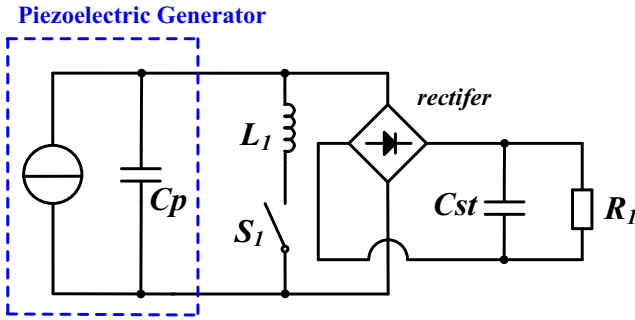 Piezoelectric Generator
rectifer
L1
Cp
S1
Cst
R1